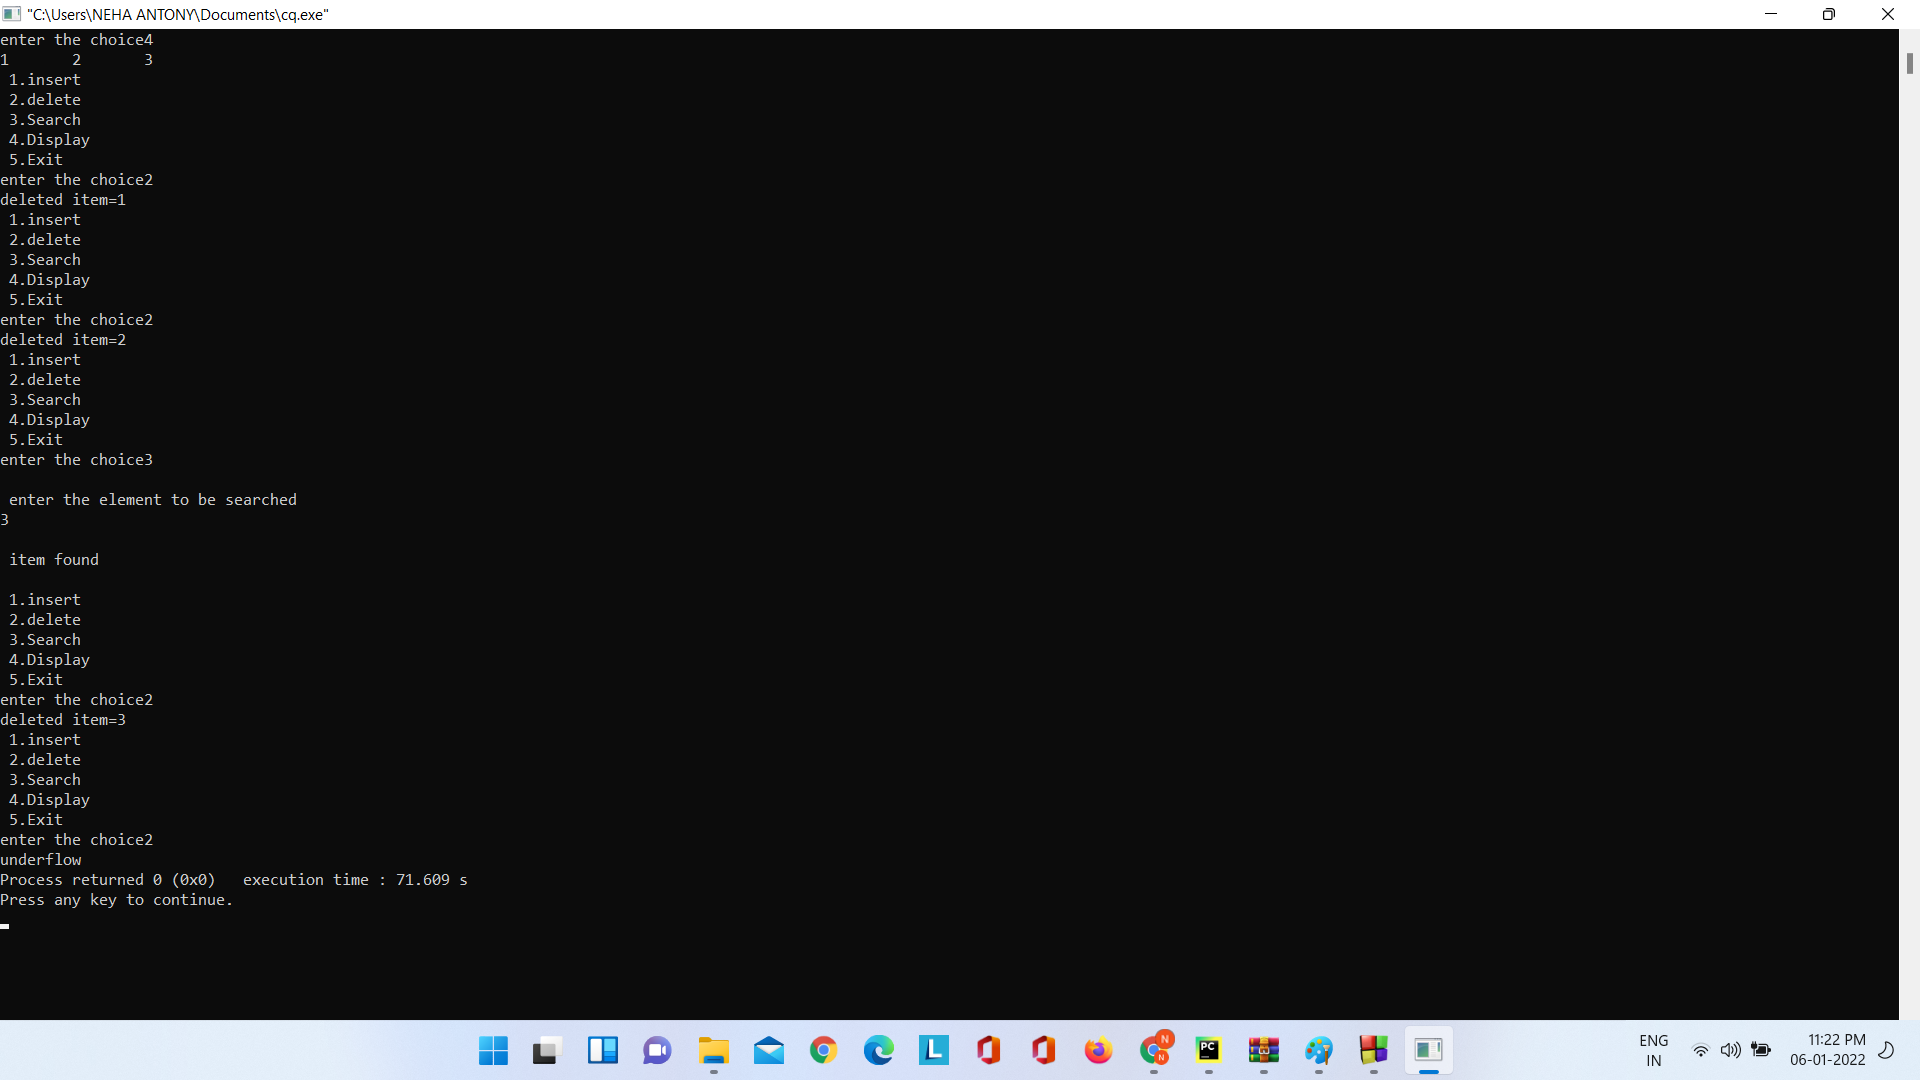 "C:\Users\NEHA ANTONY\Documents\cq.exe"
enter the choice4
1       2       3
 1.insert
 2.delete
 3.Search
 4.Display
 5.Exit
enter the choice2
deleted item=1
 1.insert
 2.delete
 3.Search
 4.Display
 5.Exit
enter the choice2
deleted item=2
 1.insert
 2.delete
 3.Search
 4.Display
 5.Exit
enter the choice3
 enter the element to be searched
3
 item found
 1.insert
 2.delete
 3.Search
 4.Display
 5.Exit
enter the choice2
deleted item=3
 1.insert
 2.delete
 3.Search
 4.Display
 5.Exit
enter the choice2
underflow
Process returned 0 (0x0)   execution time : 71.609 s
Press any key to continue.
L
N
N
PC
ENG
IN
11:22 PM
06-01-2022